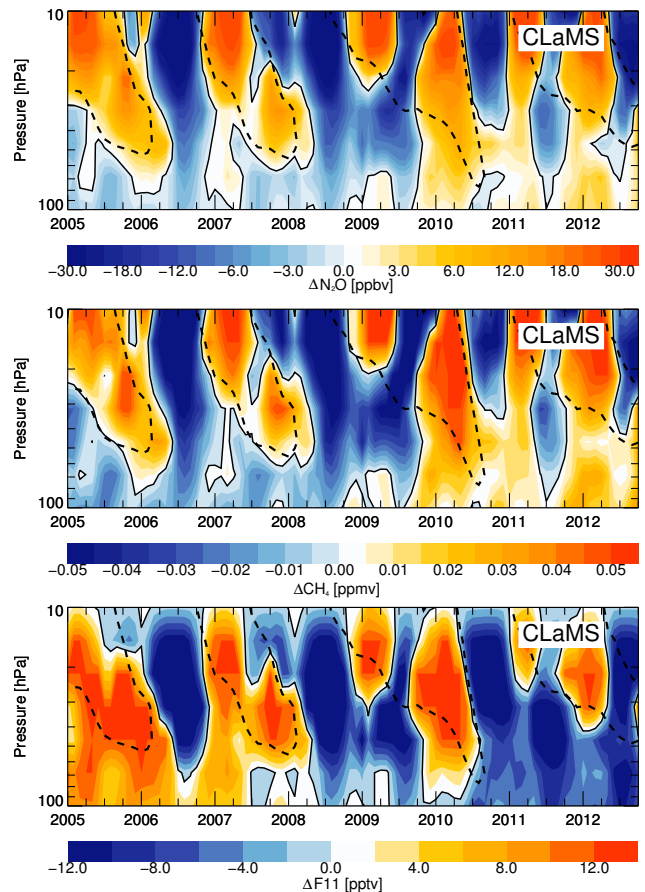 10
CLaMS
Pressure [hPa]
100
2005 2006 2007 2008 2009 2010 2011 2012
−30.0 −18.0 −12.0 −6.0 −3.0 0.0 3.0 6.0 12.0 18.0 30.0
ΔN₂O [ppbv]
10
CLaMS
Pressure [hPa]
100
2005 2006 2007 2008 2009 2010 2011 2012
−0.05 −0.04 −0.03 −0.02 −0.01 0.00 0.01 0.02 0.03 0.04 0.05
ΔCH₄ [ppmv]
10
CLaMS
Pressure [hPa]
100
2005 2006 2007 2008 2009 2010 2011 2012
−12.0 −8.0 −4.0 0.0 4.0 8.0 12.0
ΔF11 [pptv]